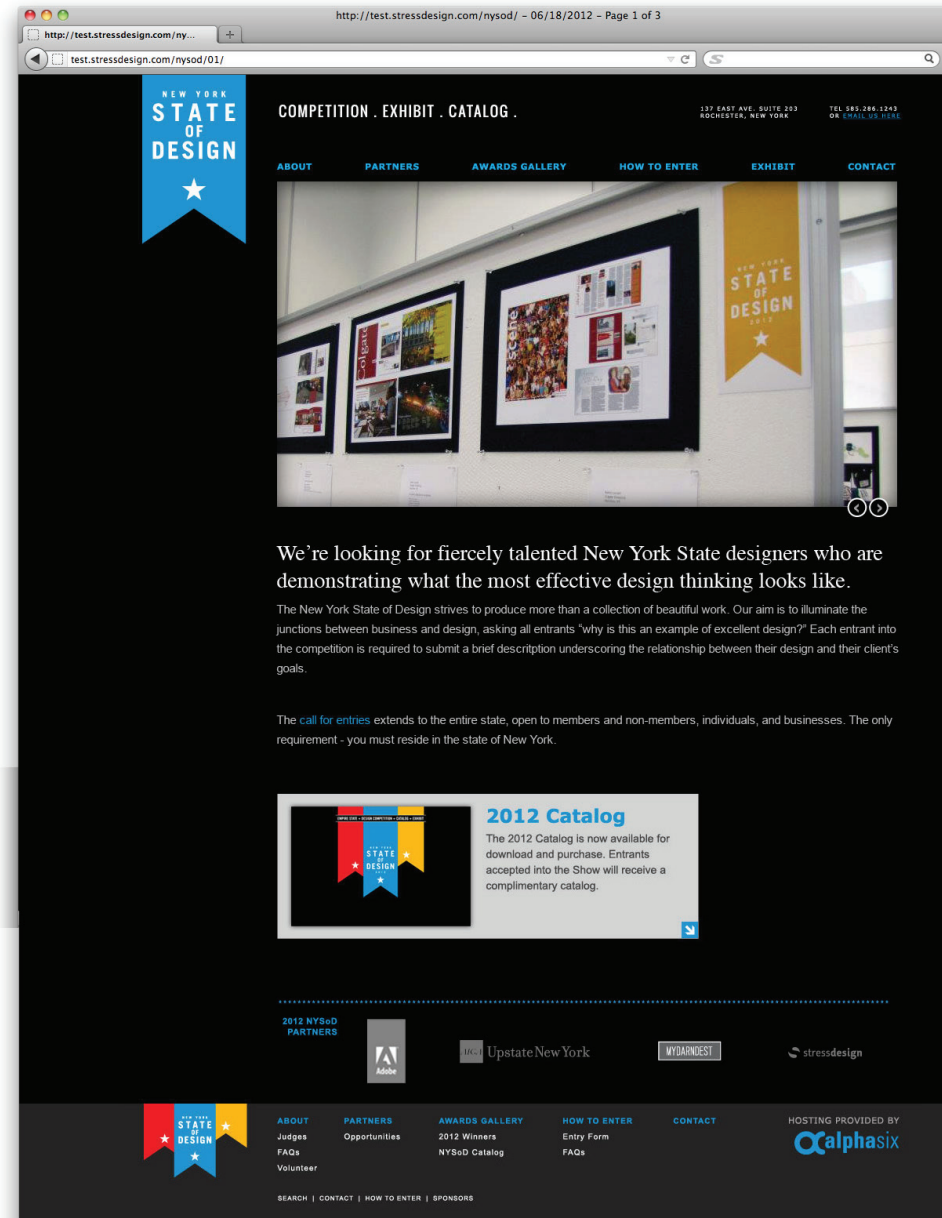 http://test.stressdesign.com/nysod/ – 06/18/2012 – Page 1 of 3
http://test.stressdesign.com/ny...
test.stressdesign.com/nysod/01/
NEW YORK
STATE
OF
DESIGN
COMPETITION . EXHIBIT . CATALOG .
137 EAST AVE. SUITE 203
ROCHESTER, NEW YORK
TEL 585.286.1243
OR EMAIL US HERE
ABOUT PARTNERS AWARDS GALLERY HOW TO ENTER EXHIBIT CONTACT
Colgate
scene
NEW YORK
STATE
OF
DESIGN
2012
We’re looking for fiercely talented New York State designers who are
demonstrating what the most effective design thinking looks like.
The New York State of Design strives to produce more than a collection of beautiful work. Our aim is to illuminate the
junctions between business and design, asking all entrants “why is this an example of excellent design?” Each entrant into
the competition is required to submit a brief descritption underscoring the relationship between their design and their client’s
goals.
The call for entries extends to the entire state, open to members and non-members, individuals, and businesses. The only
requirement - you must reside in the state of New York.
EMPIRE STATE • DESIGN COMPETITION • CATALOG • EXHIBIT
NEW YORK
STATE
OF
DESIGN
2012
2012 Catalog
The 2012 Catalog is now available for
download and purchase. Entrants
accepted into the Show will receive a
complimentary catalog.
2012 NYSoD
PARTNERS
Adobe
AIGA Upstate New York
MYDARNDEST
stressdesign
NEW YORK
STATE
OF
DESIGN
ABOUT PARTNERS AWARDS GALLERY HOW TO ENTER CONTACT
Judges Opportunities 2012 Winners Entry Form
FAQs NYSoD Catalog FAQs
Volunteer
SEARCH | CONTACT | HOW TO ENTER | SPONSORS
HOSTING PROVIDED BY
alphasix